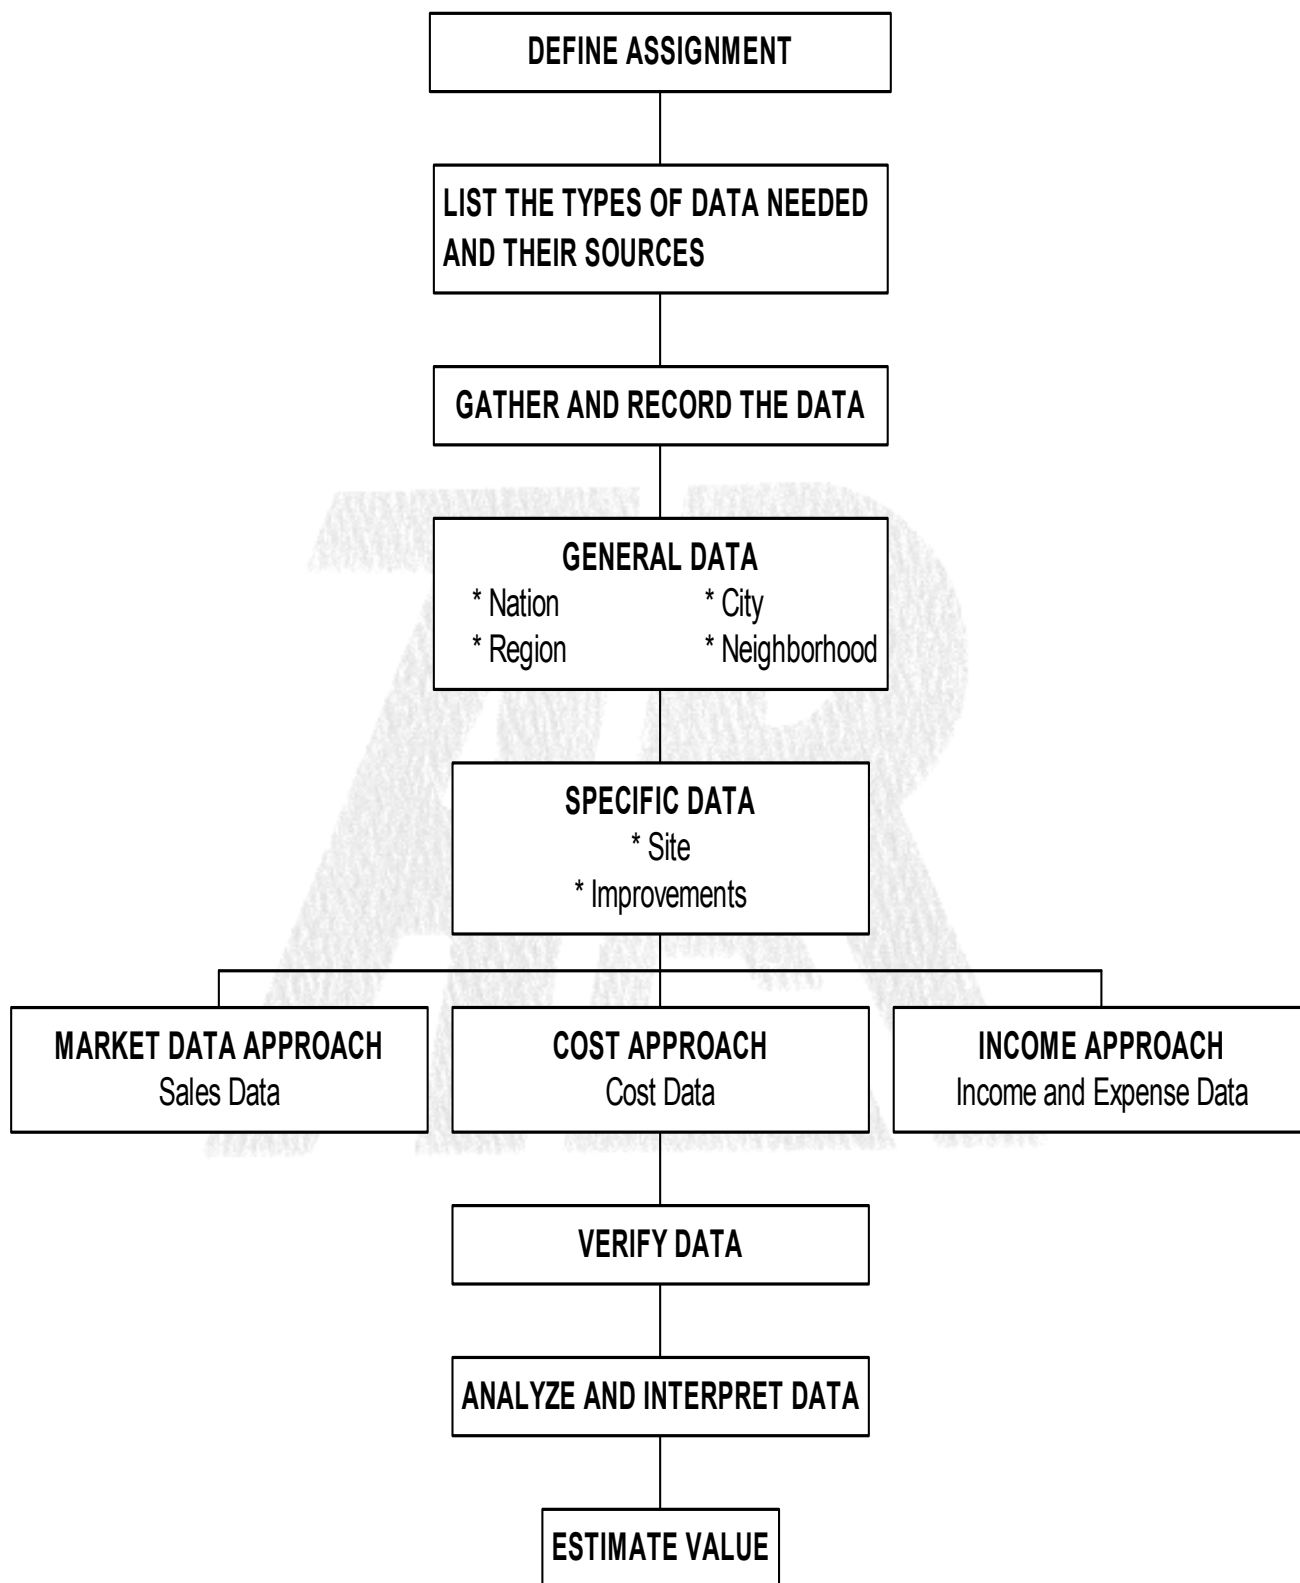 DEFINE ASSIGNMENT
LIST THE TYPES OF DATA NEEDED
AND THEIR SOURCES
GATHER AND RECORD THE DATA
GENERAL DATA
* Nation * City
* Region * Neighborhood
SPECIFIC DATA
* Site
* Improvements
MARKET DATA APPROACH
Sales Data
COST APPROACH
Cost Data
INCOME APPROACH
Income and Expense Data
VERIFY DATA
ANALYZE AND INTERPRET DATA
ESTIMATE VALUE